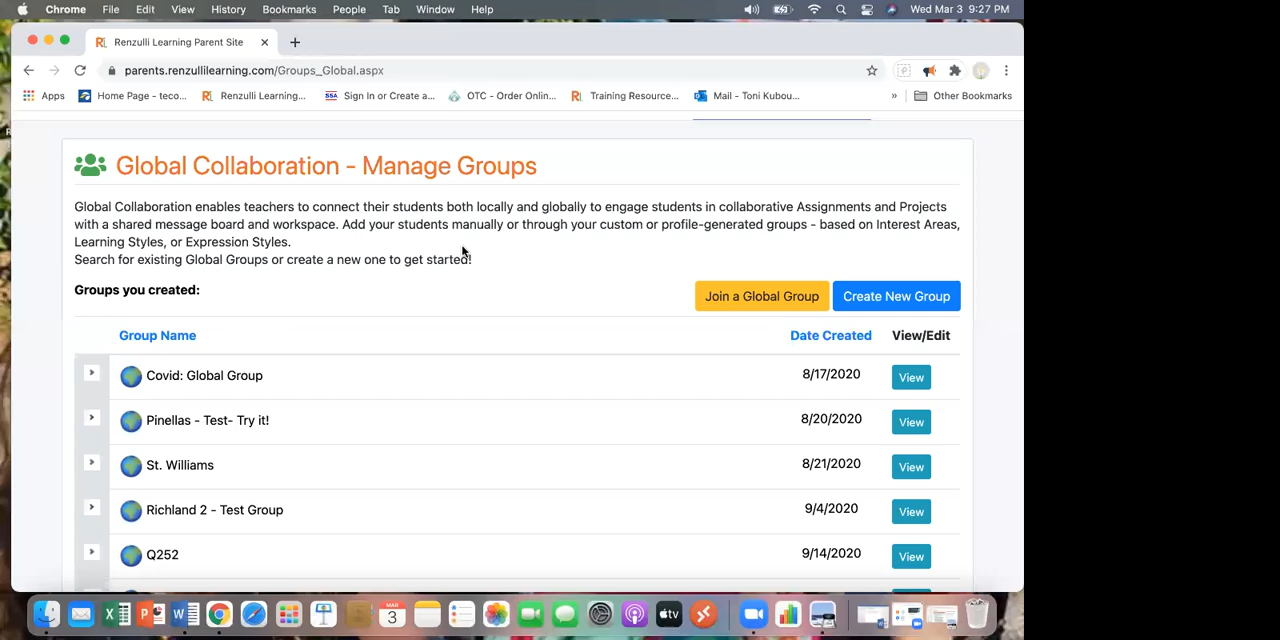 Chrome File Edit View History Bookmarks People Tab Window Help Wed Mar 3 9:27 PM
Renzulli Learning Parent Site
parents.renzullilearning.com/Groups_Global.aspx
Apps Home Page - teco... Renzulli Learning... Sign In or Create a... OTC - Order Onlin... Training Resource... Mail - Toni Kubou... » Other Bookmarks
Global Collaboration - Manage Groups
Global Collaboration enables teachers to connect their students both locally and globally to engage students in collaborative Assignments and Projects
with a shared message board and workspace. Add your students manually or through your custom or profile-generated groups - based on Interest Areas,
Learning Styles, or Expression Styles.
Search for existing Global Groups or create a new one to get started!
Groups you created:
Join a Global Group Create New Group
Group Name Date Created View/Edit
Covid: Global Group 8/17/2020 View
Pinellas - Test- Try it! 8/20/2020 View
St. Williams 8/21/2020 View
Richland 2 - Test Group 9/4/2020 View
Q252 9/14/2020 View
MAR
3
tv